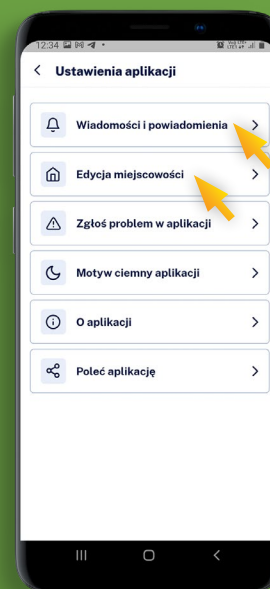 12:34
Ustawienia aplikacji
Wiadomości i powiadomienia
Edycja miejscowości
Zgłoś problem w aplikacji
Motyw ciemny aplikacji
O aplikacji
Poleć aplikację